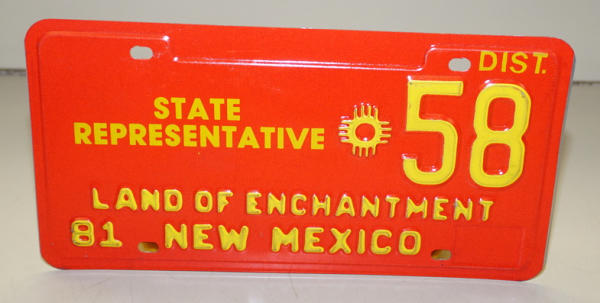 DIST.
STATE
REPRESENTATIVE 58
LAND OF ENCHANTMENT
81 NEW MEXICO